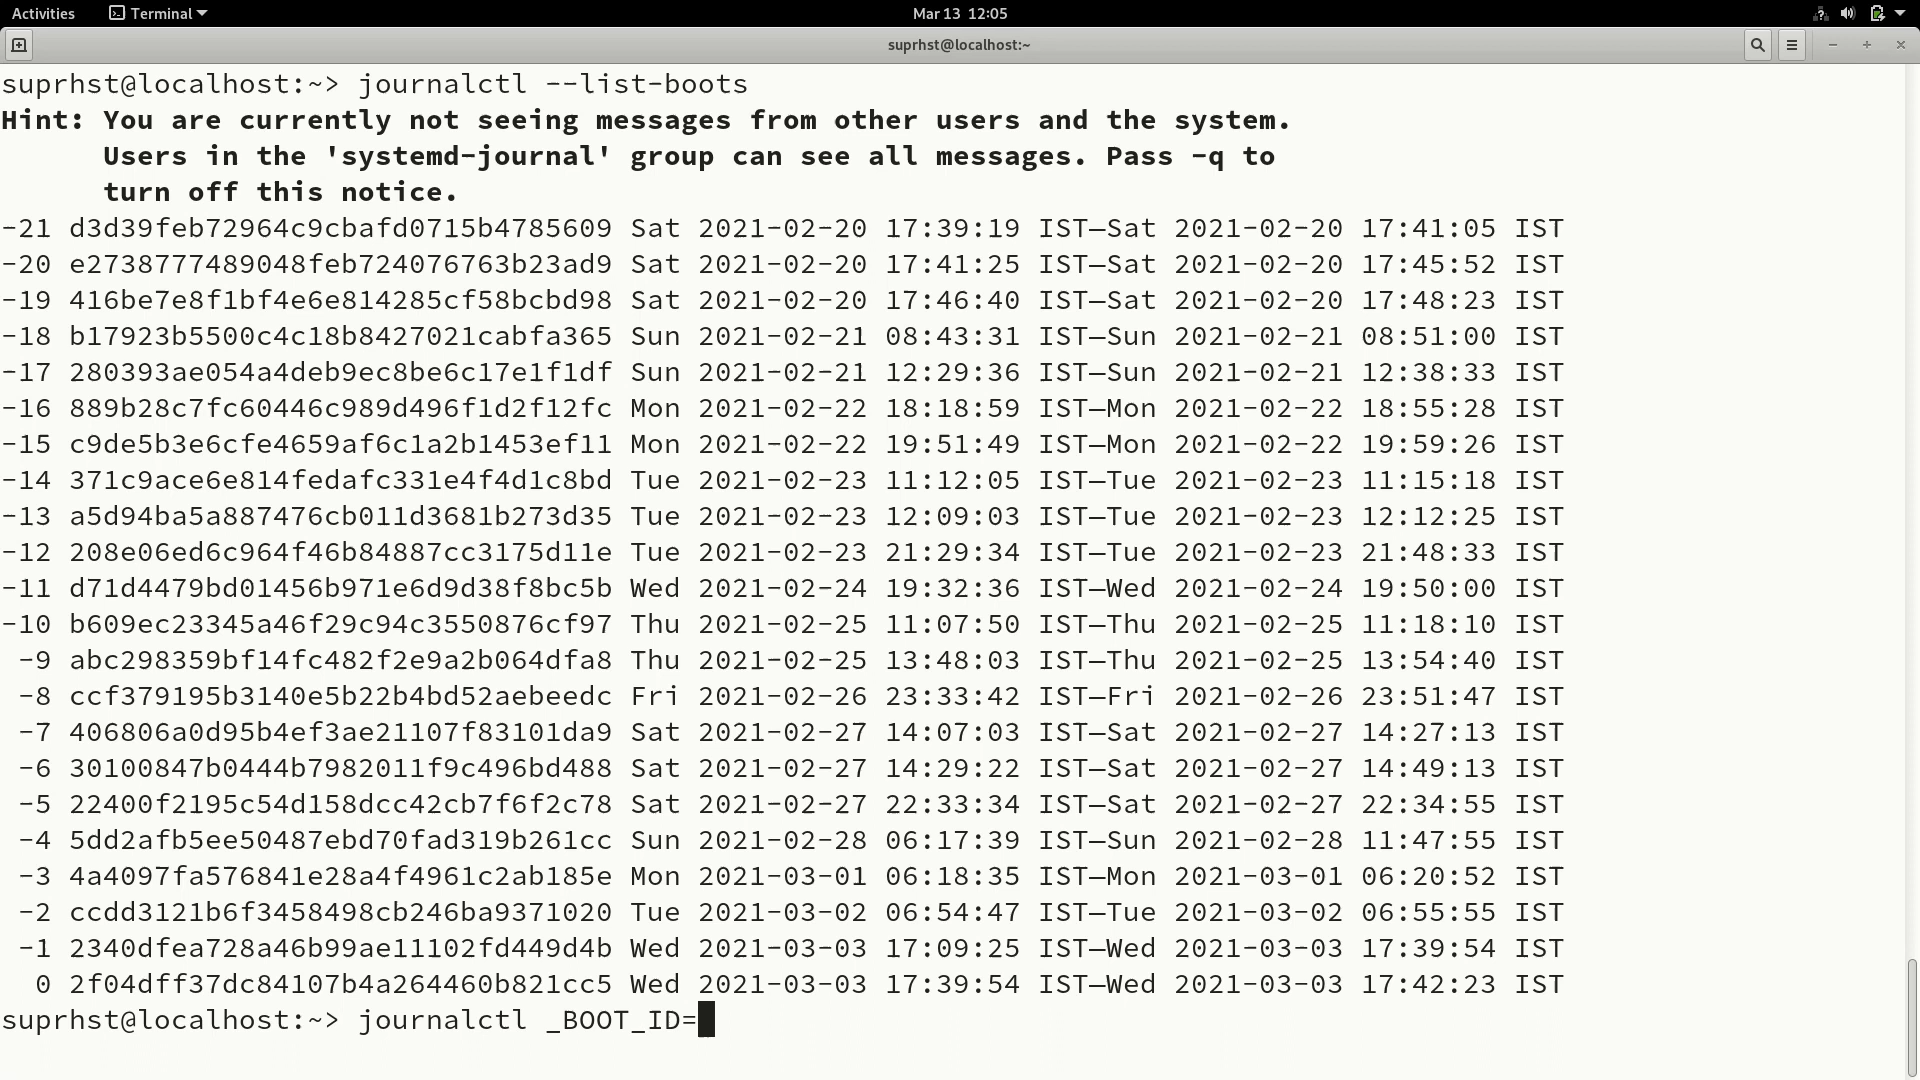 Activities Terminal Mar 13 12:05
suprhst@localhost:~
suprhst@localhost:~> journalctl --list-boots
Hint: You are currently not seeing messages from other users and the system.
Users in the 'systemd-journal' group can see all messages. Pass -q to
turn off this notice.
-21 d3d39feb72964c9cbafd0715b4785609 Sat 2021-02-20 17:39:19 IST—Sat 2021-02-20 17:41:05 IST
-20 e2738777489048feb724076763b23ad9 Sat 2021-02-20 17:41:25 IST—Sat 2021-02-20 17:45:52 IST
-19 416be7e8f1bf4e6e814285cf58bcbd98 Sat 2021-02-20 17:46:40 IST—Sat 2021-02-20 17:48:23 IST
-18 b17923b5500c4c18b8427021cabfa365 Sun 2021-02-21 08:43:31 IST—Sun 2021-02-21 08:51:00 IST
-17 280393ae054a4deb9ec8be6c17e1f1df Sun 2021-02-21 12:29:36 IST—Sun 2021-02-21 12:38:33 IST
-16 889b28c7fc60446c989d496f1d2f12fc Mon 2021-02-22 18:18:59 IST—Mon 2021-02-22 18:55:28 IST
-15 c9de5b3e6cfe4659af6c1a2b1453ef11 Mon 2021-02-22 19:51:49 IST—Mon 2021-02-22 19:59:26 IST
-14 371c9ace6e814fedafc331e4f4d1c8bd Tue 2021-02-23 11:12:05 IST—Tue 2021-02-23 11:15:18 IST
-13 a5d94ba5a887476cb011d3681b273d35 Tue 2021-02-23 12:09:03 IST—Tue 2021-02-23 12:12:25 IST
-12 208e06ed6c964f46b84887cc3175d11e Tue 2021-02-23 21:29:34 IST—Tue 2021-02-23 21:48:33 IST
-11 d71d4479bd01456b971e6d9d38f8bc5b Wed 2021-02-24 19:32:36 IST—Wed 2021-02-24 19:50:00 IST
-10 b609ec23345a46f29c94c3550876cf97 Thu 2021-02-25 11:07:50 IST—Thu 2021-02-25 11:18:10 IST
-9 abc298359bf14fc482f2e9a2b064dfa8 Thu 2021-02-25 13:48:03 IST—Thu 2021-02-25 13:54:40 IST
-8 ccf379195b3140e5b22b4bd52aebeedc Fri 2021-02-26 23:33:42 IST—Fri 2021-02-26 23:51:47 IST
-7 406806a0d95b4ef3ae21107f83101da9 Sat 2021-02-27 14:07:03 IST—Sat 2021-02-27 14:27:13 IST
-6 30100847b0444b7982011f9c496bd488 Sat 2021-02-27 14:29:22 IST—Sat 2021-02-27 14:49:13 IST
-5 22400f2195c54d158dcc42cb7f6f2c78 Sat 2021-02-27 22:33:34 IST—Sat 2021-02-27 22:34:55 IST
-4 5dd2afb5ee50487ebd70fad319b261cc Sun 2021-02-28 06:17:39 IST—Sun 2021-02-28 11:47:55 IST
-3 4a4097fa576841e28a4f4961c2ab185e Mon 2021-03-01 06:18:35 IST—Mon 2021-03-01 06:20:52 IST
-2 ccdd3121b6f3458498cb246ba9371020 Tue 2021-03-02 06:54:47 IST—Tue 2021-03-02 06:55:55 IST
-1 2340dfea728a46b99ae11102fd449d4b Wed 2021-03-03 17:09:25 IST—Wed 2021-03-03 17:39:54 IST
0 2f04dff37dc84107b4a264460b821cc5 Wed 2021-03-03 17:39:54 IST—Wed 2021-03-03 17:42:23 IST
suprhst@localhost:~> journalctl _BOOT_ID=